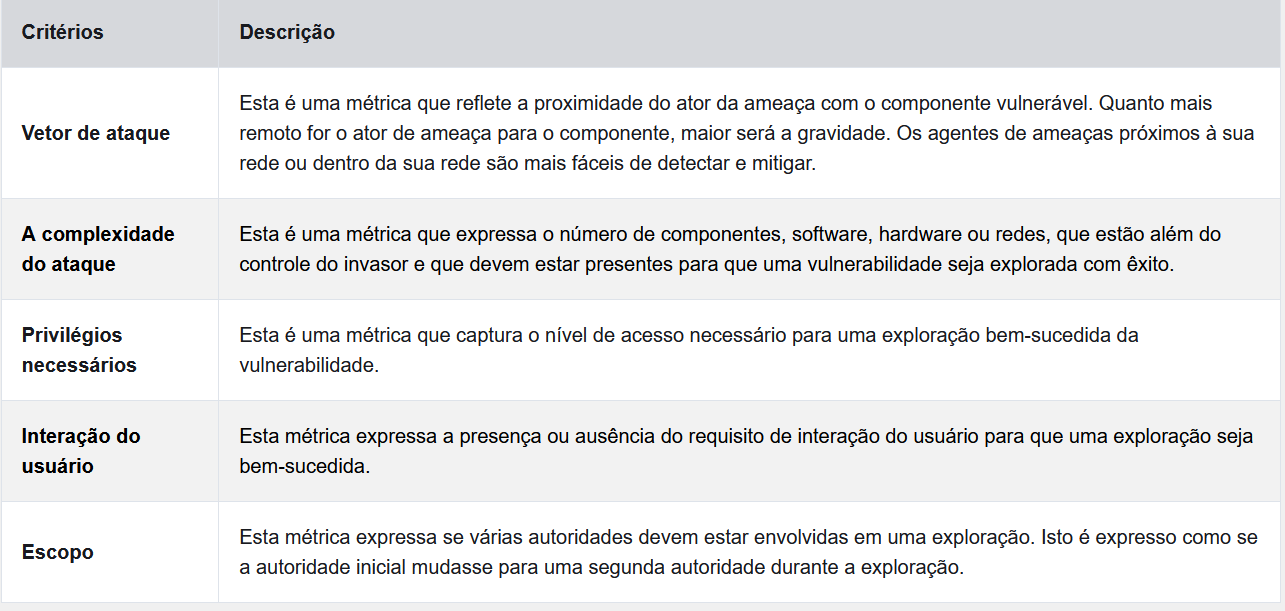 Critérios
Descrição
Vetor de ataque
Esta é uma métrica que reflete a proximidade do ator da ameaça com o componente vulnerável. Quanto mais
remoto for o ator de ameaça para o componente, maior será a gravidade. Os agentes de ameaças próximos à sua
rede ou dentro da sua rede são mais fáceis de detectar e mitigar.
A complexidade
do ataque
Esta é uma métrica que expressa o número de componentes, software, hardware ou redes, que estão além do
controle do invasor e que devem estar presentes para que uma vulnerabilidade seja explorada com êxito.
Privilégios
necessários
Esta é uma métrica que captura o nível de acesso necessário para uma exploração bem-sucedida da
vulnerabilidade.
Interação do
usuário
Esta métrica expressa a presença ou ausência do requisito de interação do usuário para que uma exploração seja
bem-sucedida.
Escopo
Esta métrica expressa se várias autoridades devem estar envolvidas em uma exploração. Isto é expresso como se
a autoridade inicial mudasse para uma segunda autoridade durante a exploração.